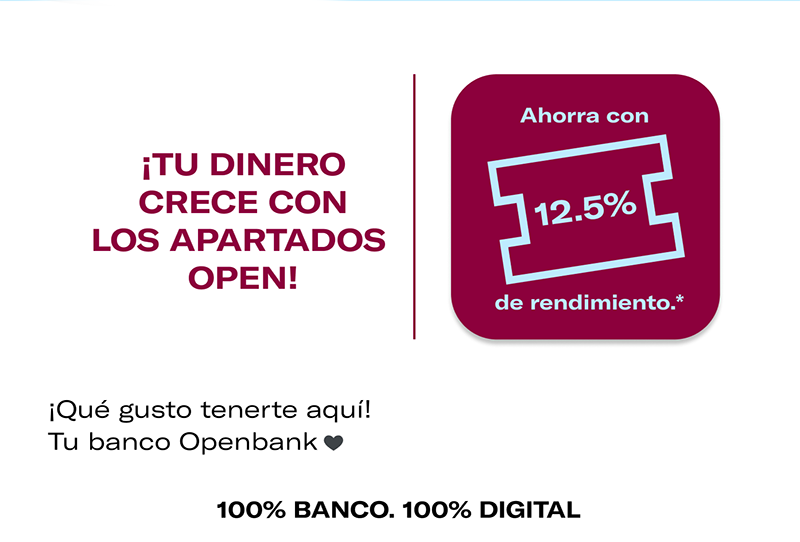 ¡TU DINERO
CRECE CON
LOS APARTADOS
OPEN!
Ahorra con
12.5%
de rendimiento.*
¡Qué gusto tenerte aquí!
Tu banco Openbank
100% BANCO. 100% DIGITAL